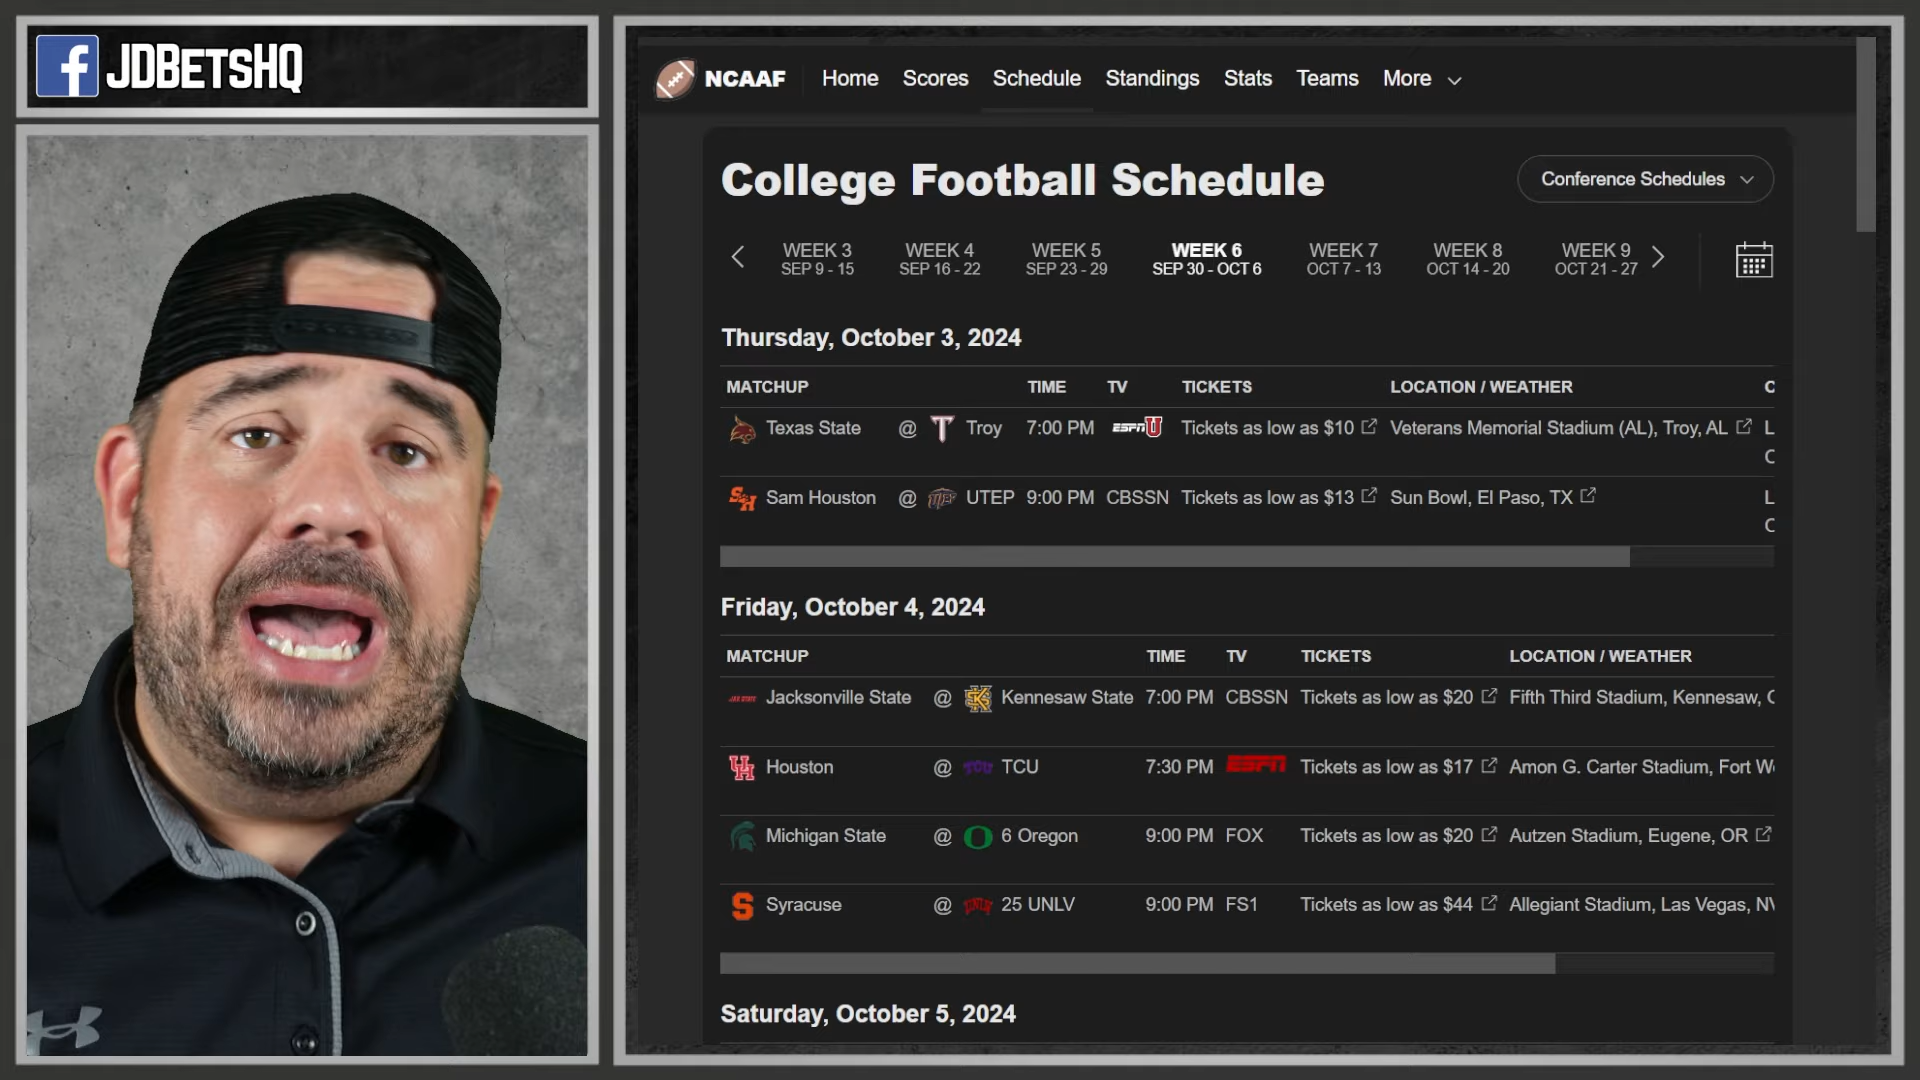 f JDBETSHQ
NCAAF Home Scores Schedule Standings Stats Teams More
College Football Schedule
Conference Schedules
WEEK 3 WEEK 4 WEEK 5 WEEK 6 WEEK 7 WEEK 8 WEEK 9
SEP 9 - 15 SEP 16 - 22 SEP 23 - 29 SEP 30 - OCT 6 OCT 7 - 13 OCT 14 - 20 OCT 21 - 27
Thursday, October 3, 2024
MATCHUP TIME TV TICKETS LOCATION / WEATHER
Texas State @ T Troy 7:00 PM ESPNU Tickets as low as $10 Veterans Memorial Stadium (AL), Troy, AL L
Sam Houston @ UTEP 9:00 PM CBSSN Tickets as low as $13 Sun Bowl, El Paso, TX L
Friday, October 4, 2024
MATCHUP TIME TV TICKETS LOCATION / WEATHER
Jacksonville State @ Kennesaw State 7:00 PM CBSSN Tickets as low as $20 Fifth Third Stadium, Kennesaw,
Houston @ TCU TCU 7:30 PM ESPN Tickets as low as $17 Amon G. Carter Stadium, Fort
Michigan State @ O 6 Oregon 9:00 PM FOX Tickets as low as $20 Autzen Stadium, Eugene, OR
S Syracuse @ UNLV 25 UNLV 9:00 PM FS1 Tickets as low as $44 Allegiant Stadium, Las Vegas,
Saturday, October 5, 2024